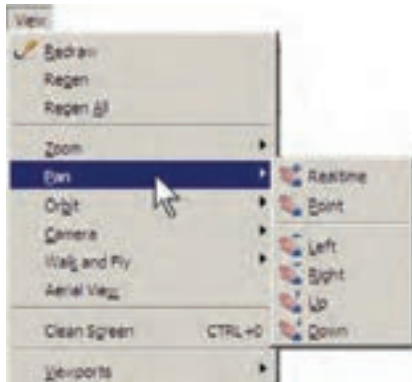 View
Redraw
Regen
Regen All
Zoom
Pan
Orbit
Camera
Walk and Fly
Aerial View
Clean Screen CTRL+0
Viewports
Realtime
Point
Left
Right
Up
Down